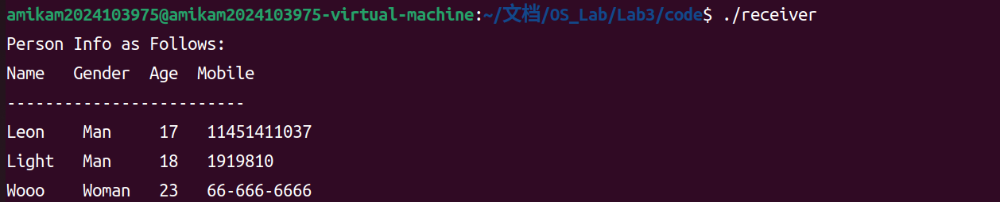 amikam2024103975@amikam2024103975-virtual-machine:~/文档/OS_Lab/Lab3/code$ ./receiver
Person Info as Follows:
Name   Gender  Age  Mobile
-------------------------
Leon    Man     17   11451411037
Light   Man     18   1919810
Wooo    Woman   23   66-666-6666